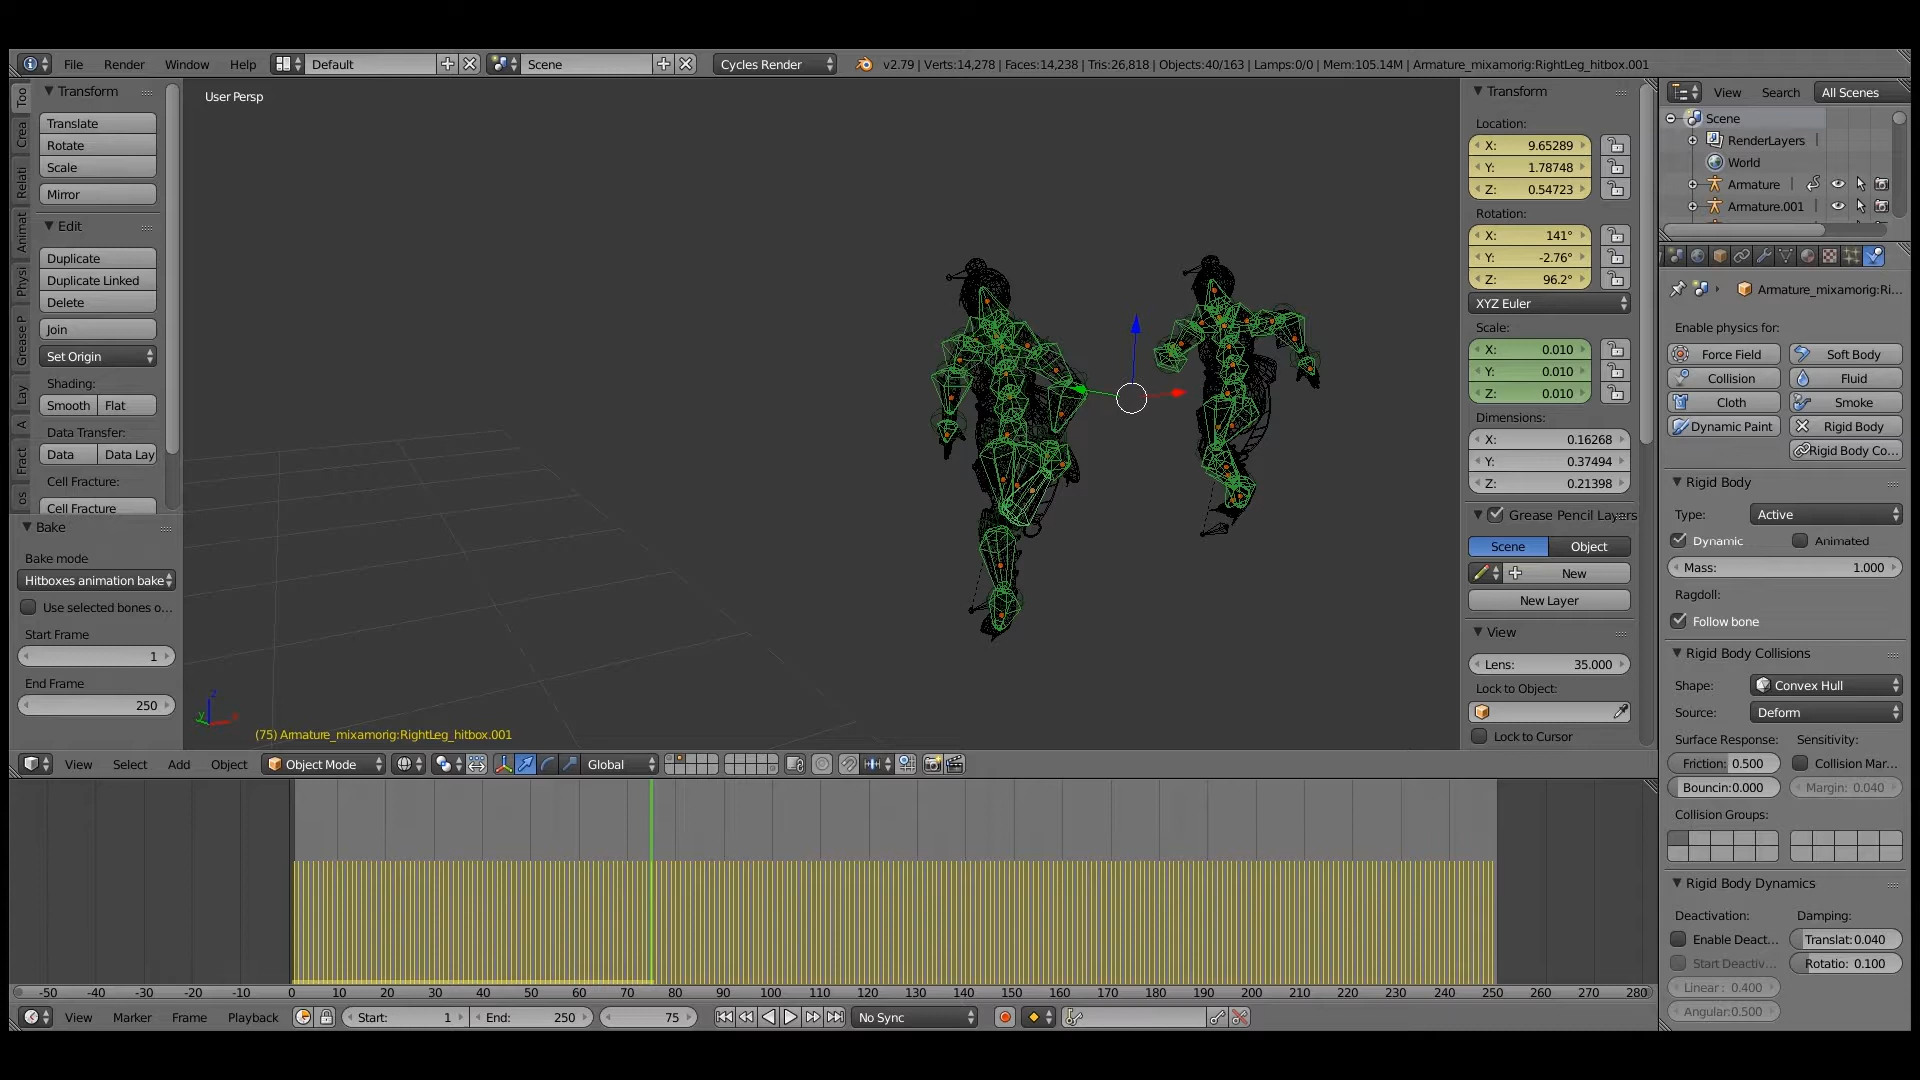 File Render Window Help Default Scene Cycles Render v2.79 | Verts:14,278 | Faces:14,238 | Tris:26,818 | Objects:40/163 | Lamps:0/0 | Mem:105.14M | Armature_mixamorig:RightLeg_hitbox.001
Too
Crea
Relati
Animat
Physi
Grease P
Lay
A
Fract
os
Transform
Translate
Rotate
Scale
Mirror
Edit
Duplicate
Duplicate Linked
Delete
Join
Set Origin
Shading:
Smooth Flat
Data Transfer:
Data Data Lay
Cell Fracture:
Cell Fracture
Bake
Bake mode
Hitboxes animation bake
Use selected bones o...
Start Frame
1
End Frame
250
User Persp
z
y
(75) Armature_mixamorig:RightLeg_hitbox.001
Transform
Location:
X: 9.65289
Y: 1.78748
Z: 0.54723
Rotation:
X: 141°
Y: -2.76°
Z: 96.2°
XYZ Euler
Scale:
X: 0.010
Y: 0.010
Z: 0.010
Dimensions:
X: 0.16268
Y: 0.37494
Z: 0.21398
Grease Pencil Layers
Scene Object
New
New Layer
View
Lens: 35.000
Lock to Object:
Lock to Cursor
View Search All Scenes
Scene
RenderLayers
World
Armature
Armature.001
Armature_mixamorig:Ri...
Enable physics for:
Force Field Soft Body
Collision Fluid
Cloth Smoke
Dynamic Paint Rigid Body
Rigid Body Co...
Rigid Body
Type: Active
Dynamic Animated
Mass: 1.000
Ragdoll:
Follow bone
Rigid Body Collisions
Shape: Convex Hull
Source: Deform
Surface Response: Sensitivity:
Friction: 0.500 Collision Mar...
Bouncin:0.000 Margin: 0.040
Collision Groups:
Rigid Body Dynamics
Deactivation: Damping:
Enable Deact... Translat:0.040
Start Deactiv... Rotatio: 0.100
Linear : 0.400
Angular:0.500
View Select Add Object Object Mode Global
-50 -40 -30 -20 -10 0 10 20 30 40 50 60 70 80 90 100 110 120 130 140 150 160 170 180 190 200 210 220 230 240 250 260 270 280
View Marker Frame Playback Start: 1 End: 250 75 No Sync